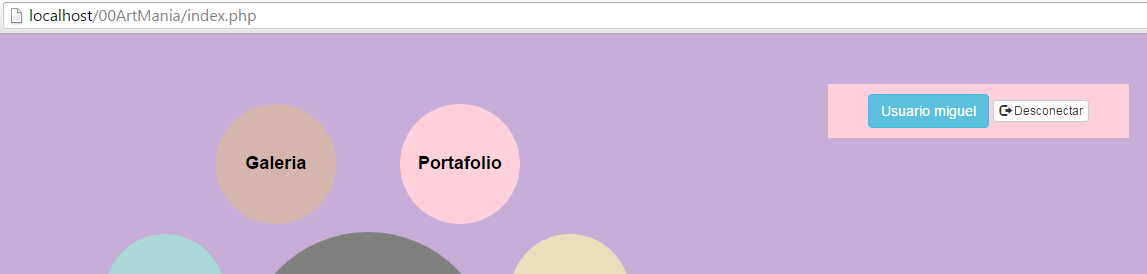 localhost/00ArtMania/index.php
Usuario miguel Desconectar
Galeria Portafolio